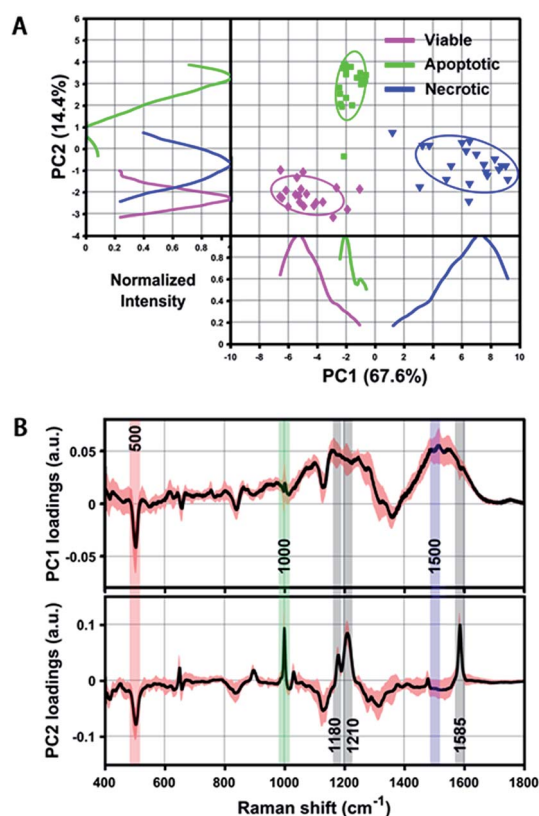 A
Viable
Apoptotic
Necrotic
PC2 (14.4%)
6
5
4
3
2
1
0
-1
-2
-3
-4
0 0.2 0.4 0.6 0.8
Normalized
Intensity
1
0.8
0.6
0.4
0.2
0
-10 -8 -6 -4 -2 0 2 4 6 8 10
PC1 (67.6%)
B
PC1 loadings (a.u.)
0.05
0
-0.05
500
1000
1500
PC2 loadings (a.u.)
0.1
0
-0.1
1180
1210
1585
400 600 800 1000 1200 1400 1600 1800
Raman shift (cm⁻¹)